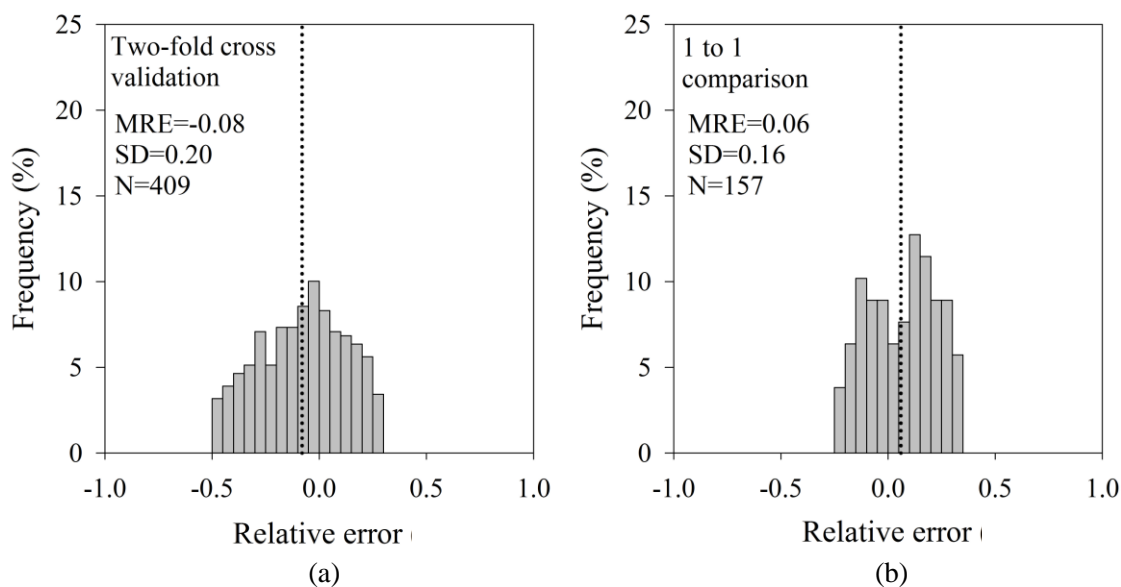 25
20
15
10
5
0
Frequency (%)
Two-fold cross
validation
MRE=-0.08
SD=0.20
N=409
-1.0 -0.5 0.0 0.5 1.0
Relative error (
(a)
25
20
15
10
5
0
Frequency (%)
1 to 1
comparison
MRE=0.06
SD=0.16
N=157
-1.0 -0.5 0.0 0.5 1.0
Relative error (
(b)